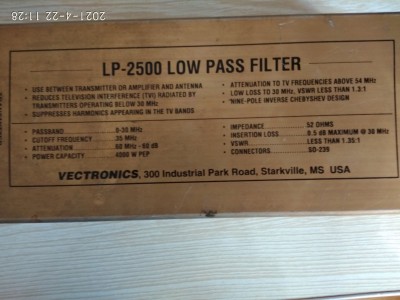 2021-4-22-11:28
LP-2500 LOW PASS FILTER
• USE BETWEEN TRANSMITTER OR AMPLIFIER AND ANTENNA
• REDUCES TELEVISION INTERFERENCE (TVI) RADIATED BY
TRANSMITTERS OPERATING BELOW 30 MHz
• SUPPRESSES HARMONICS APPEARING IN THE TV BANDS
• ATTENUATION TO TV FREQUENCIES ABOVE 54 MHz
• LOW LOSS TO 30 MHz, VSWR LESS THAN 1.3:1
• NINE-POLE INVERSE CHEBYSHEV DESIGN
• PASSBAND 3-30 MHz
• CUTOFF FREQUENCY 35 MHz
• ATTENUATION 50 MHz - 60 dB
• POWER CAPACITY PEP
• IMPEDANCE 52 OHMS
• INSERTION LOSS 0.5 dB MAXIMUM @ 30 MHz
• VSWR LESS THAN 1.30:1
• CONNECTORS SO-239
VECTRONICS, 300 Industrial Park Road, Starkville, MS USA